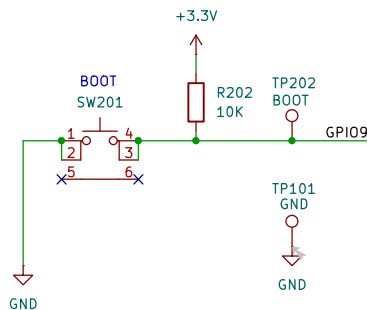 +3.3V
BOOT
SW201
R202
10K
TP202
BOOT
GPIO9
1
4
2
3
5
6
TP101
GND
GND
GND